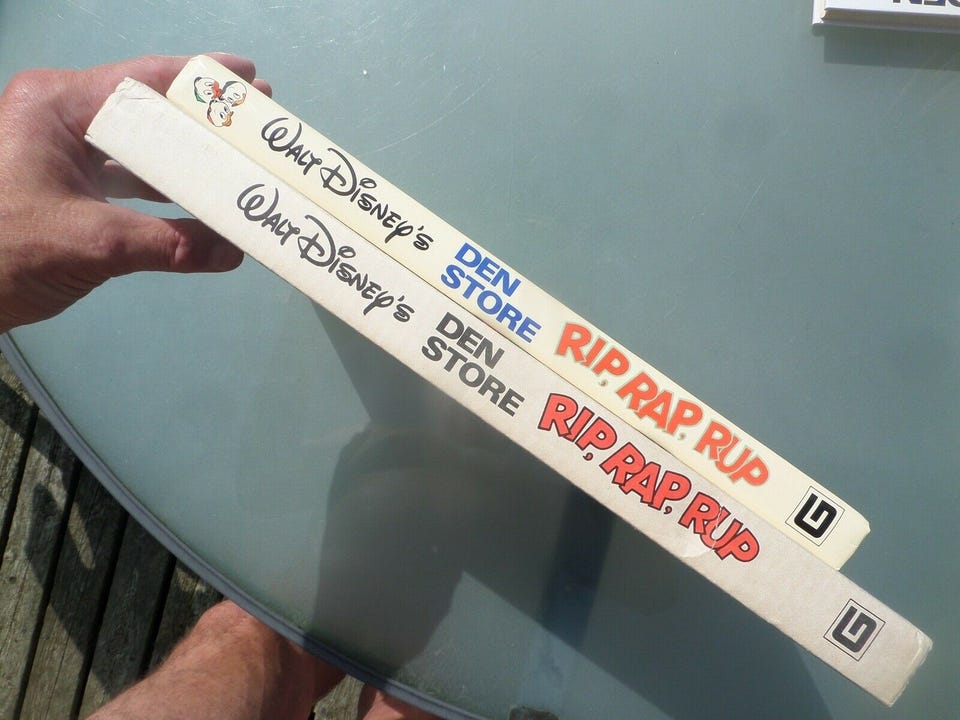 WALT DISNEY'S
DEN
STORE
RIP, RAP, RUP
G
WALT DISNEY'S
DEN
STORE
RIP, RAP, RUP
G